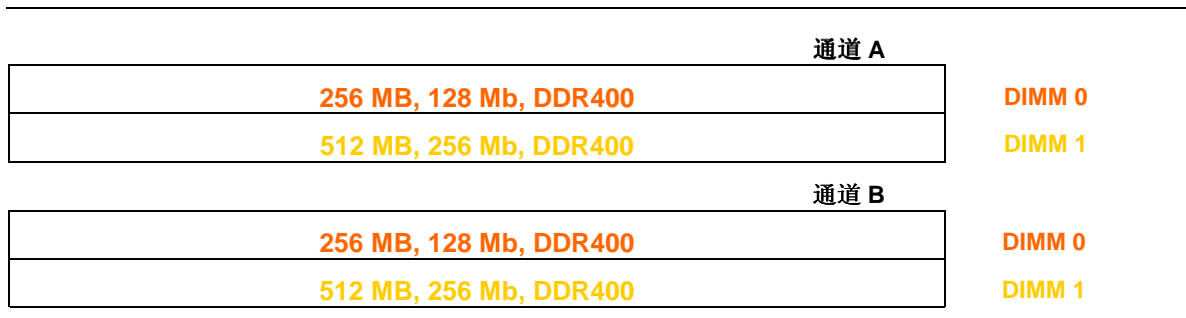 通道 A
256 MB, 128 Mb, DDR400 DIMM 0
512 MB, 256 Mb, DDR400 DIMM 1
通道 B
256 MB, 128 Mb, DDR400 DIMM 0
512 MB, 256 Mb, DDR400 DIMM 1